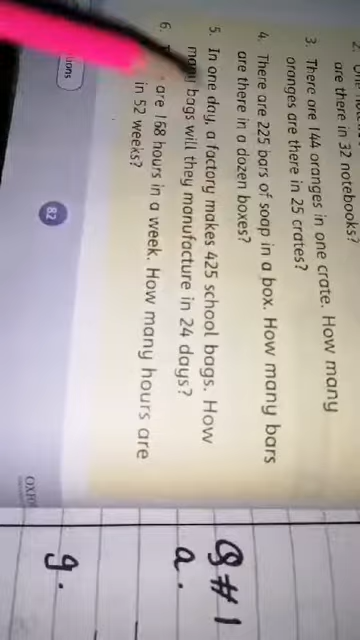 2.
are there in 32 notebooks?
3. There are 144 oranges in one crate. How many
oranges are there in 25 crates?
4. There are 225 bars of soap in a box. How many bars
are there in a dozen boxes?
5. In one day, a factory makes 425 school bags. How
many bags will they manufacture in 24 days?
6. are 168 hours in a week. How many hours are
in 52 weeks?
82
Q#1
a.
g.